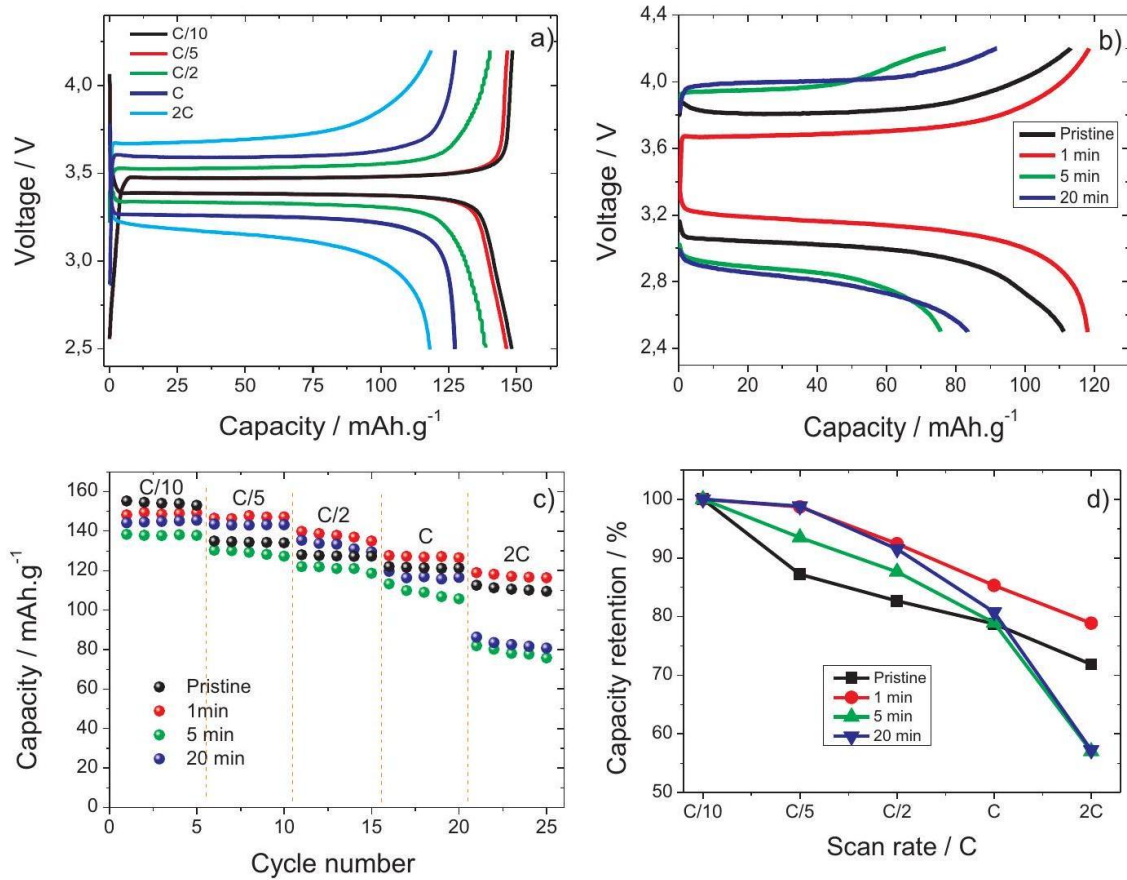 a)
C/10
C/5
C/2
C
2C
4,0
3,5
3,0
2,5
Voltage / V
0 25 50 75 100 125 150
Capacity / mAh.g-1
b)
4,4
4,0
3,6
3,2
2,8
2,4
Voltage / V
Pristine
1 min
5 min
20 min
0 20 40 60 80 100 120
Capacity / mAh.g-1
c)
160
140
120
100
80
60
40
20
0
Capacity / mAh.g-1
C/10
C/5
C/2
C
2C
Pristine
1min
5 min
20 min
0 5 10 15 20 25
Cycle number
d)
100
90
80
70
60
50
Capacity retention / %
Pristine
1 min
5 min
20 min
C/10 C/5 C/2 C 2C
Scan rate / C